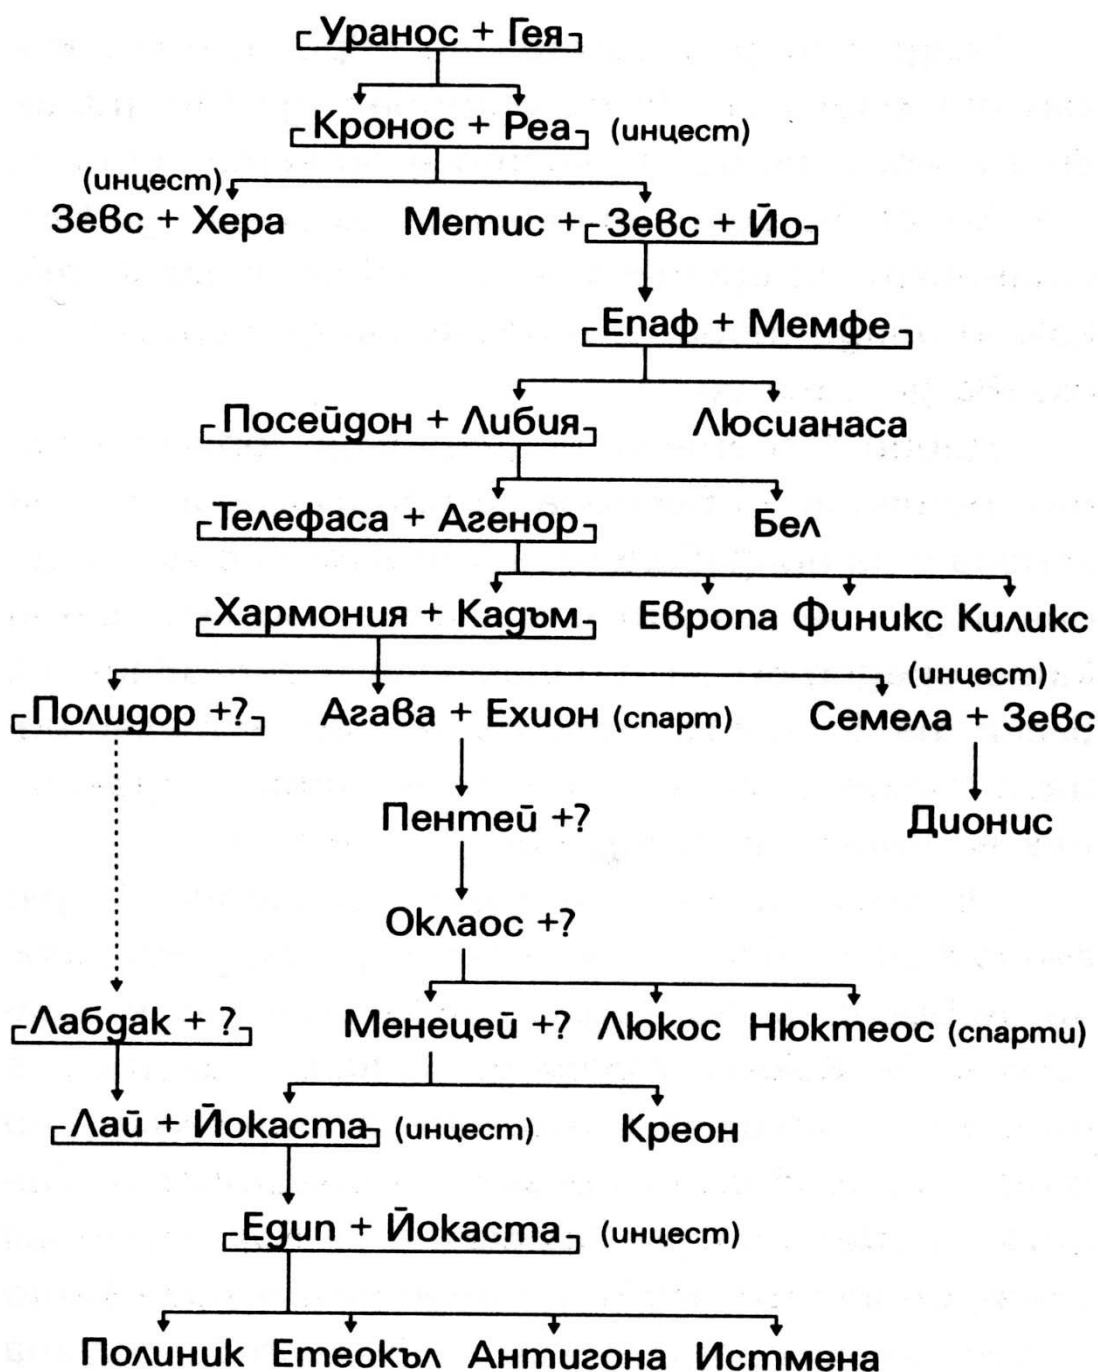 Уранос + Гея
Кронос + Реа (инцест)
(инцест)
Зевс + Хера Метис + Зевс + Йо
Епаф + Мемфе
Посейдон + Либия Люсианаса
Телефаса + Агенор Бел
Хармония + Кадъм Европа Финикс Киликс
(инцест)
Полидор +? Агава + Ехион (спарт) Семела + Зевс
Пентей +? Дионис
Оклаос +?
Лабдак + ? Менецей +? Люкос Нюктеос (спарти)
Лай + Йокаста (инцест) Креон
Едип + Йокаста (инцест)
Полиник Етеокъл Антигона Истмена